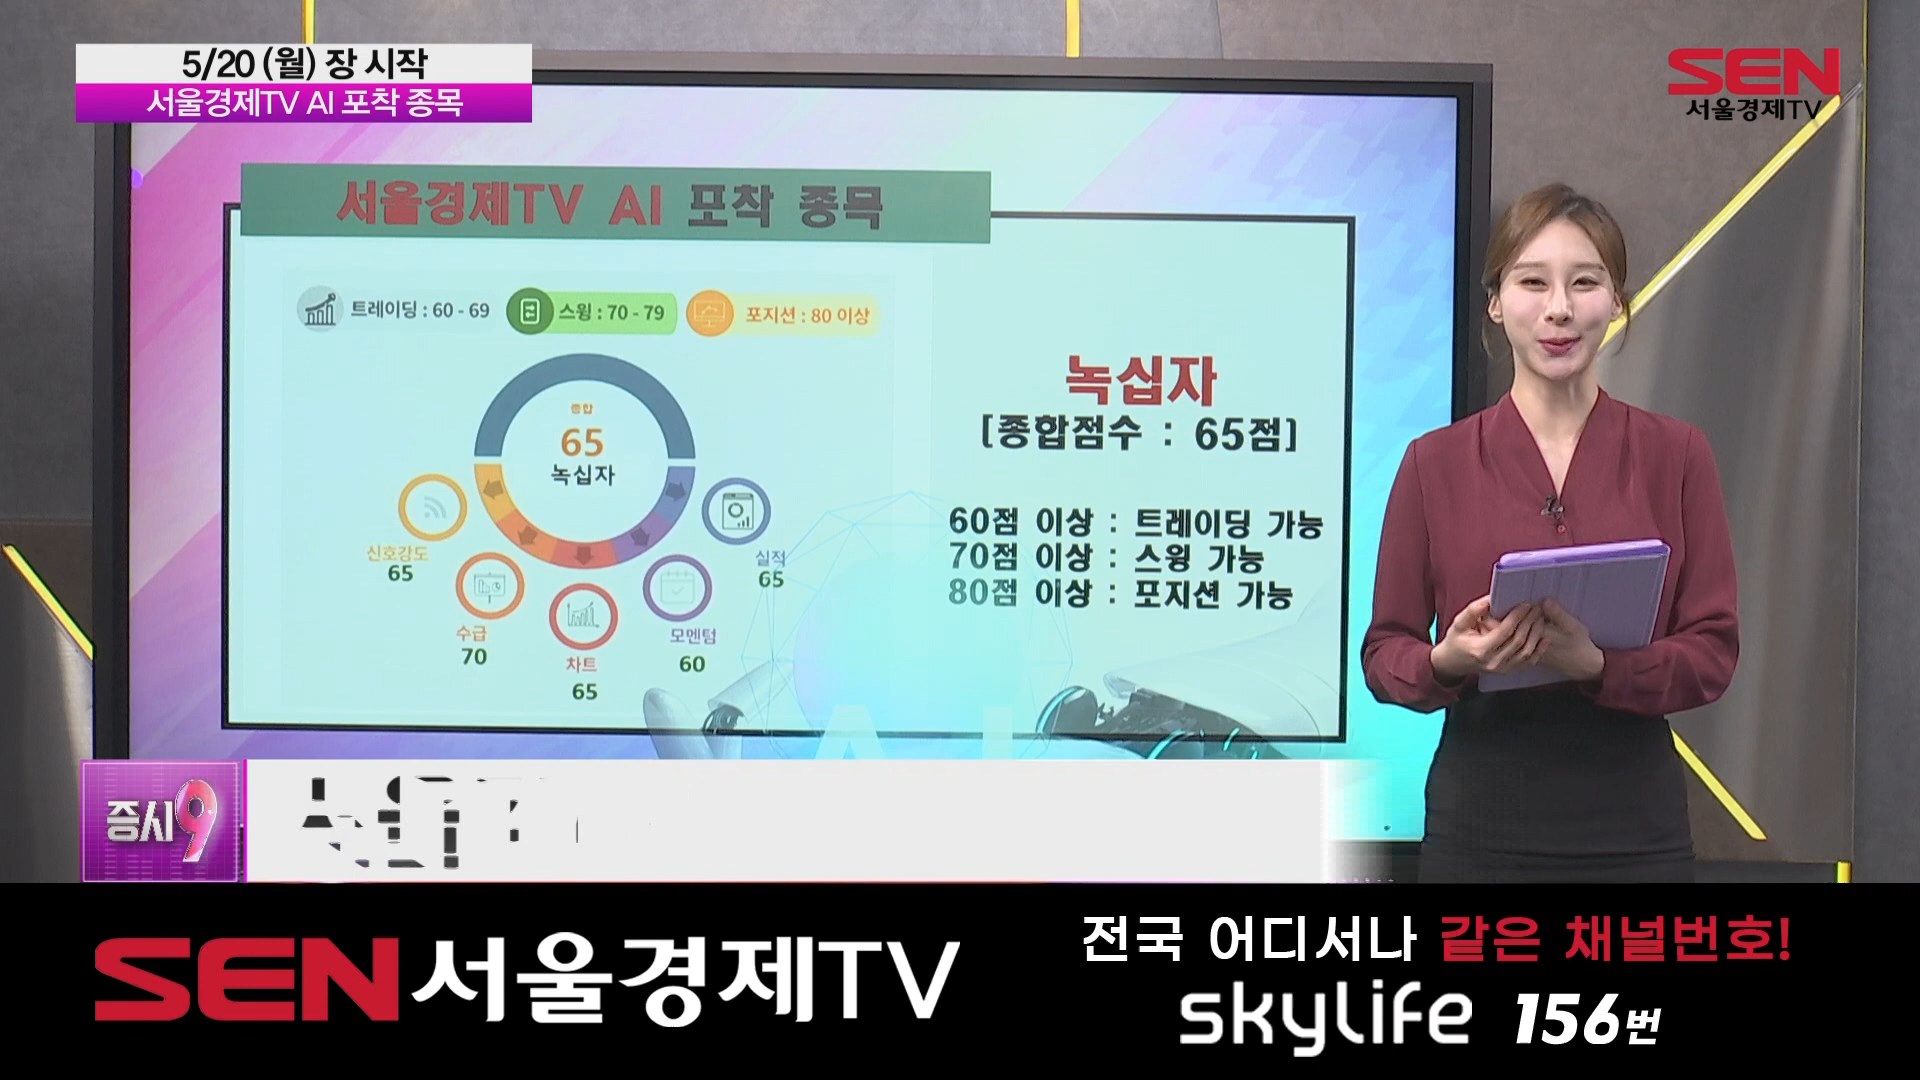 5/20 (월) 장 시작
서울경제TV AI 포착 종목
SEN
서울경제TV
서울경제TV AI 포착 종목
트레이딩 : 60 - 69
스윙 : 70 - 79
포지션 : 80 이상
종합
65
녹십자
신호강도
65
수급
70
차트
65
모멘텀
60
실적
65
녹십자
[종합점수 : 65점]
60점 이상 : 트레이딩 가능
70점 이상 : 스윙 가능
80점 이상 : 포지션 가능
AI
증시9
SEN서울경제TV
전국 어디서나 같은 채널번호!
skylife 156번